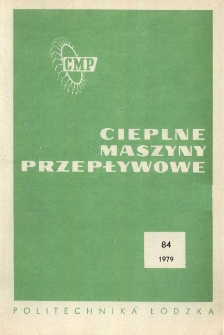 CMP
CIEPLNE
MASZYNY
PRZEPŁYWOWE
84
1979
POLITECHNIKA ŁÓDZKA